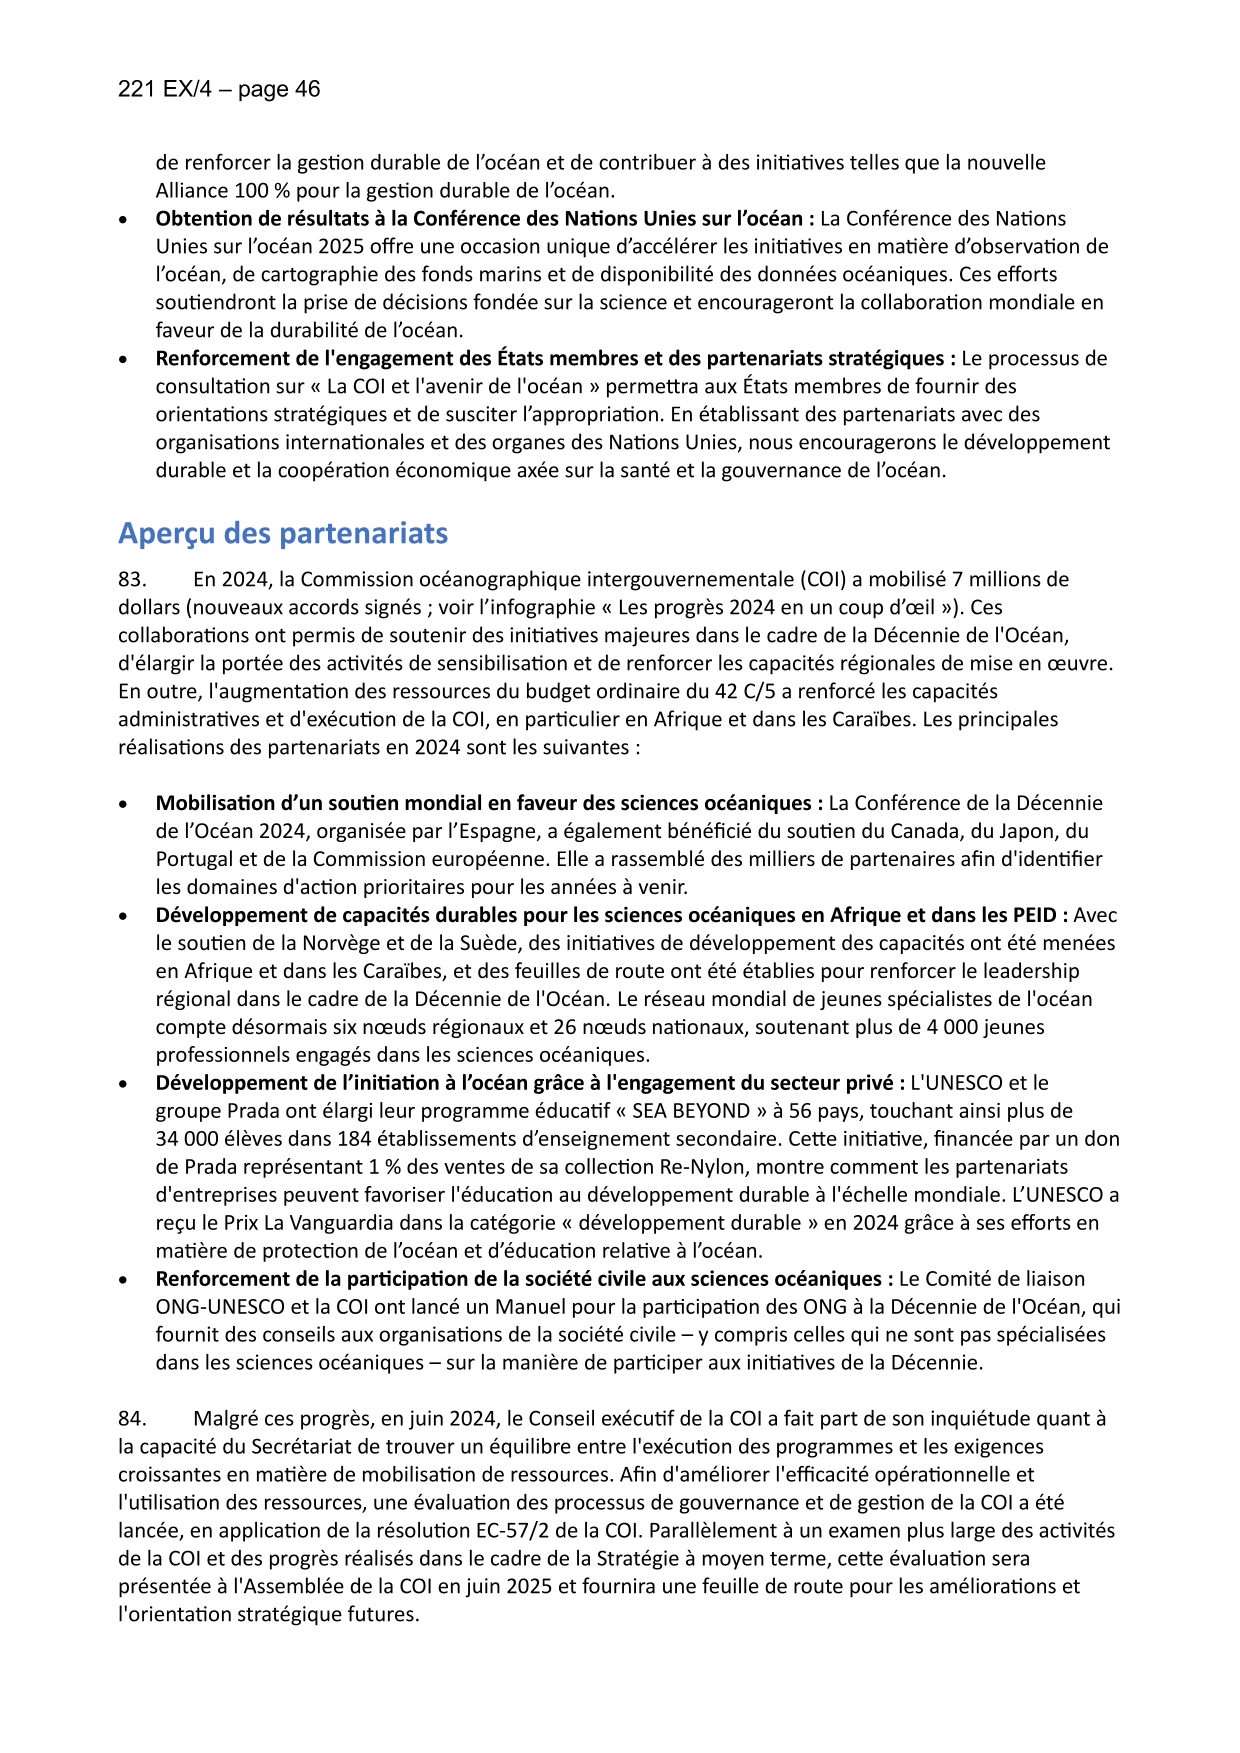 221 EX/4 – page 46
de renforcer la gestion durable de l’océan et de contribuer à des initiatives telles que la nouvelle
Alliance 100 % pour la gestion durable de l’océan.
• Obtention de résultats à la Conférence des Nations Unies sur l’océan : La Conférence des Nations
Unies sur l’océan 2025 offre une occasion unique d’accélérer les initiatives en matière d’observation de
l’océan, de cartographie des fonds marins et de disponibilité des données océaniques. Ces efforts
soutiendront la prise de décisions fondée sur la science et encourageront la collaboration mondiale en
faveur de la durabilité de l’océan.
• Renforcement de l'engagement des États membres et des partenariats stratégiques : Le processus de
consultation sur « La COI et l'avenir de l'océan » permettra aux États membres de fournir des
orientations stratégiques et de susciter l’appropriation. En établissant des partenariats avec des
organisations internationales et des organes des Nations Unies, nous encouragerons le développement
durable et la coopération économique axée sur la santé et la gouvernance de l’océan.
Aperçu des partenariats
83. En 2024, la Commission océanographique intergouvernementale (COI) a mobilisé 7 millions de
dollars (nouveaux accords signés ; voir l’infographie « Les progrès 2024 en un coup d’œil »). Ces
collaborations ont permis de soutenir des initiatives majeures dans le cadre de la Décennie de l'Océan,
d'élargir la portée des activités de sensibilisation et de renforcer les capacités régionales de mise en œuvre.
En outre, l'augmentation des ressources du budget ordinaire du 42 C/5 a renforcé les capacités
administratives et d'exécution de la COI, en particulier en Afrique et dans les Caraïbes. Les principales
réalisations des partenariats en 2024 sont les suivantes :
• Mobilisation d’un soutien mondial en faveur des sciences océaniques : La Conférence de la Décennie
de l’Océan 2024, organisée par l’Espagne, a également bénéficié du soutien du Canada, du Japon, du
Portugal et de la Commission européenne. Elle a rassemblé des milliers de partenaires afin d'identifier
les domaines d'action prioritaires pour les années à venir.
• Développement de capacités durables pour les sciences océaniques en Afrique et dans les PEID : Avec
le soutien de la Norvège et de la Suède, des initiatives de développement des capacités ont été menées
en Afrique et dans les Caraïbes, et des feuilles de route ont été établies pour renforcer le leadership
régional dans le cadre de la Décennie de l'Océan. Le réseau mondial de jeunes spécialistes de l'océan
compte désormais six nœuds régionaux et 26 nœuds nationaux, soutenant plus de 4 000 jeunes
professionnels engagés dans les sciences océaniques.
• Développement de l’initiation à l’océan grâce à l'engagement du secteur privé : L'UNESCO et le
groupe Prada ont élargi leur programme éducatif « SEA BEYOND » à 56 pays, touchant ainsi plus de
34 000 élèves dans 184 établissements d’enseignement secondaire. Cette initiative, financée par un don
de Prada représentant 1 % des ventes de sa collection Re-Nylon, montre comment les partenariats
d'entreprises peuvent favoriser l'éducation au développement durable à l'échelle mondiale. L’UNESCO a
reçu le Prix La Vanguardia dans la catégorie « développement durable » en 2024 grâce à ses efforts en
matière de protection de l’océan et d’éducation relative à l’océan.
• Renforcement de la participation de la société civile aux sciences océaniques : Le Comité de liaison
ONG-UNESCO et la COI ont lancé un Manuel pour la participation des ONG à la Décennie de l'Océan, qui
fournit des conseils aux organisations de la société civile – y compris celles qui ne sont pas spécialisées
dans les sciences océaniques – sur la manière de participer aux initiatives de la Décennie.
84. Malgré ces progrès, en juin 2024, le Conseil exécutif de la COI a fait part de son inquiétude quant à
la capacité du Secrétariat de trouver un équilibre entre l'exécution des programmes et les exigences
croissantes en matière de mobilisation de ressources. Afin d'améliorer l'efficacité opérationnelle et
l'utilisation des ressources, une évaluation des processus de gouvernance et de gestion de la COI a été
lancée, en application de la résolution EC-57/2 de la COI. Parallèlement à un examen plus large des activités
de la COI et des progrès réalisés dans le cadre de la Stratégie à moyen terme, cette évaluation sera
présentée à l'Assemblée de la COI en juin 2025 et fournira une feuille de route pour les améliorations et
l'orientation stratégique futures.